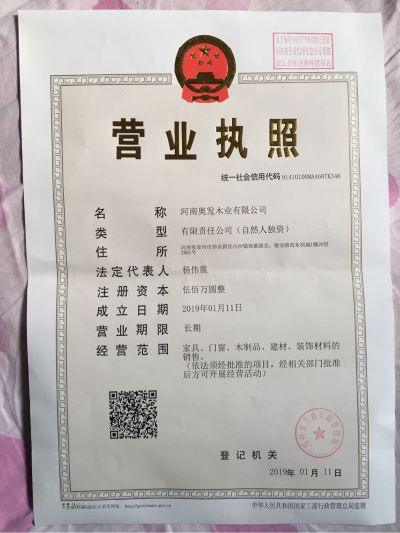 营业执照
统一社会信用代码 91410100MA468TK348
名称 河南奥发木业有限公司
类型 有限责任公司（自然人独资）
住所
法定代表人 杨伟震
注册资本 伍佰万圆整
成立日期 2019年01月11日
营业期限 长期
经营范围 家具、门窗、木制品、建材、装饰材料的
销售。
（依法须经批准的项目，经相关部门批准
后方可开展经营活动）
登记机关
2019年 01月 11日
中华人民共和国国家工商行政管理总局监制